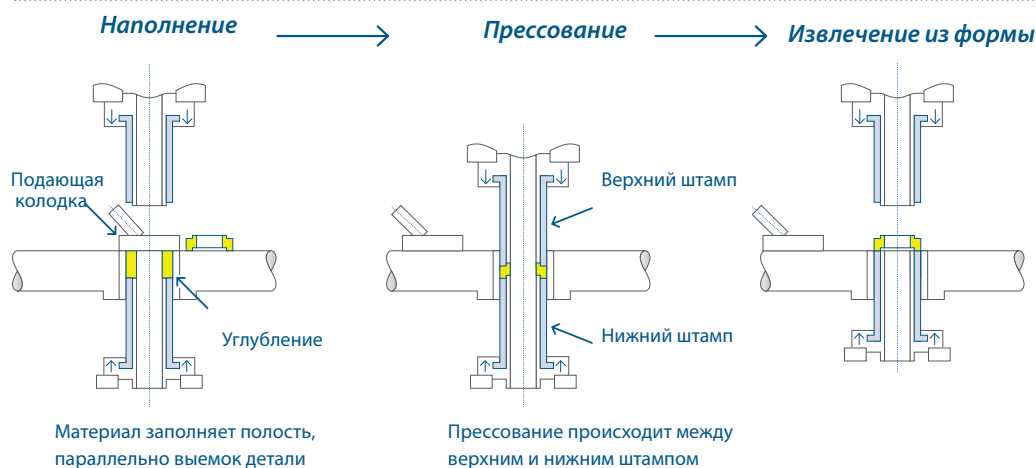 Наполнение
Прессование
Извлечение из формы
Подающая
колодка
Верхний штамп
Углубление
Нижний штамп
Материал заполняет полость,
параллельно выемок детали
Прессование происходит между
верхним и нижним штампом